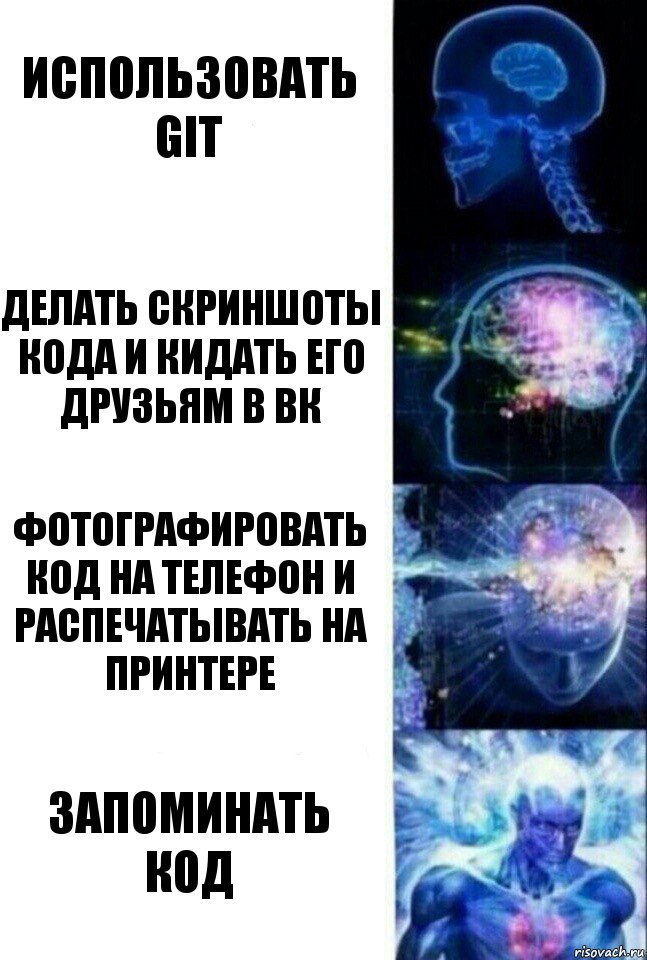 ИСПОЛЬЗОВАТЬ
GIT
ДЕЛАТЬ СКРИНШОТЫ
КОДА И КИДАТЬ ЕГО
ДРУЗЬЯМ В ВК
ФОТОГРАФИРОВАТЬ
КОД НА ТЕЛЕФОН И
РАСПЕЧАТЫВАТЬ НА
ПРИНТЕРЕ
ЗАПОМИНАТЬ
КОД
risovach.ru